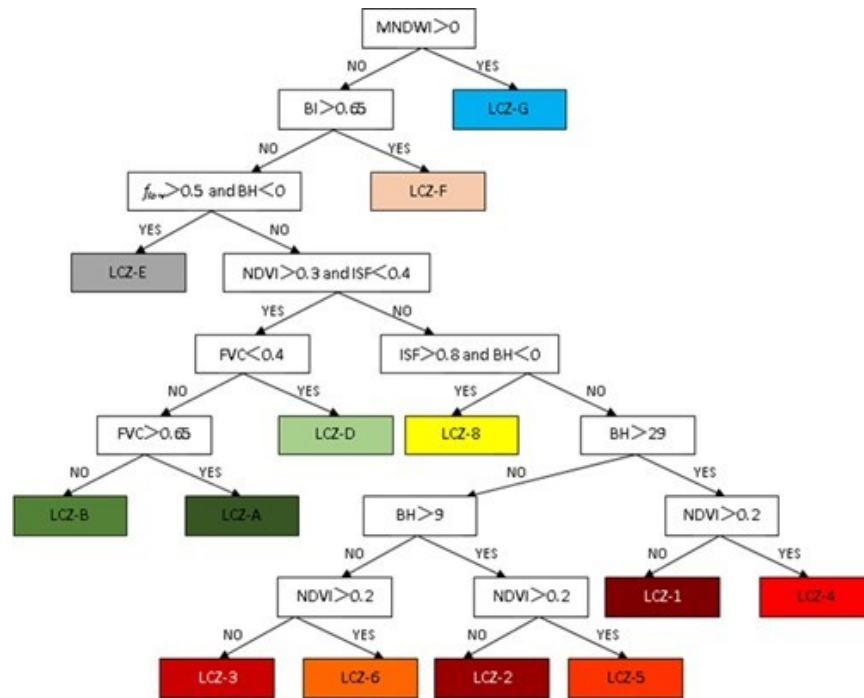 MNDWI＞0
NO
YES
BI＞0.65
LCZ-G
NO
YES
＞0.5 and BH＜0
LCZ-F
YES
NO
LCZ-E
NDVI＞0.3 and ISF＜0.4
YES
NO
FVC＜0.4
ISF＞0.8 and BH＜0
NO
YES
YES
NO
FVC＞0.65
LCZ-D
LCZ-8
BH＞29
NO
YES
NO
YES
LCZ-B
LCZ-A
BH＞9
NDVI＞0.2
NO
YES
NO
YES
NDVI＞0.2
NDVI＞0.2
LCZ-1
LCZ-4
NO
YES
NO
YES
LCZ-3
LCZ-6
LCZ-2
LCZ-5